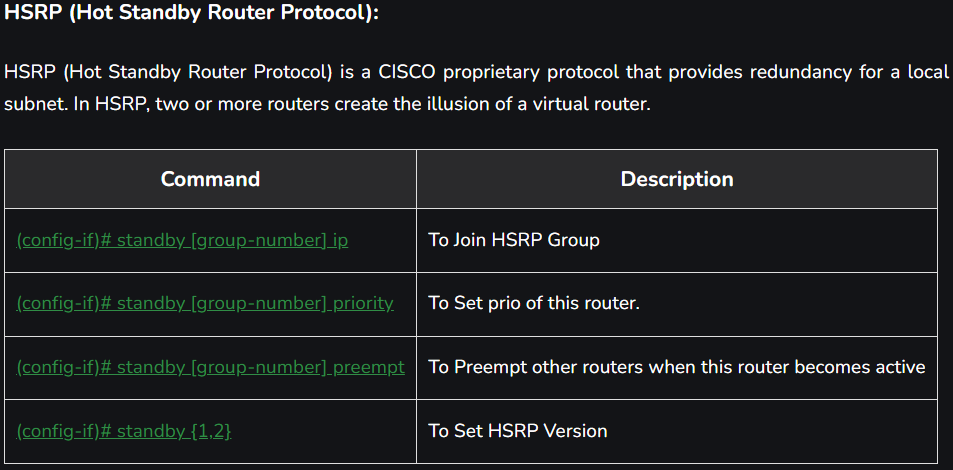 HSRP (Hot Standby Router Protocol):
HSRP (Hot Standby Router Protocol) is a CISCO proprietary protocol that provides redundancy for a local
subnet. In HSRP, two or more routers create the illusion of a virtual router.
Command Description
(config-if)# standby [group-number] ip To Join HSRP Group
(config-if)# standby [group-number] priority To Set prio of this router.
(config-if)# standby [group-number] preempt To Preempt other routers when this router becomes active
(config-if)# standby {1,2} To Set HSRP Version